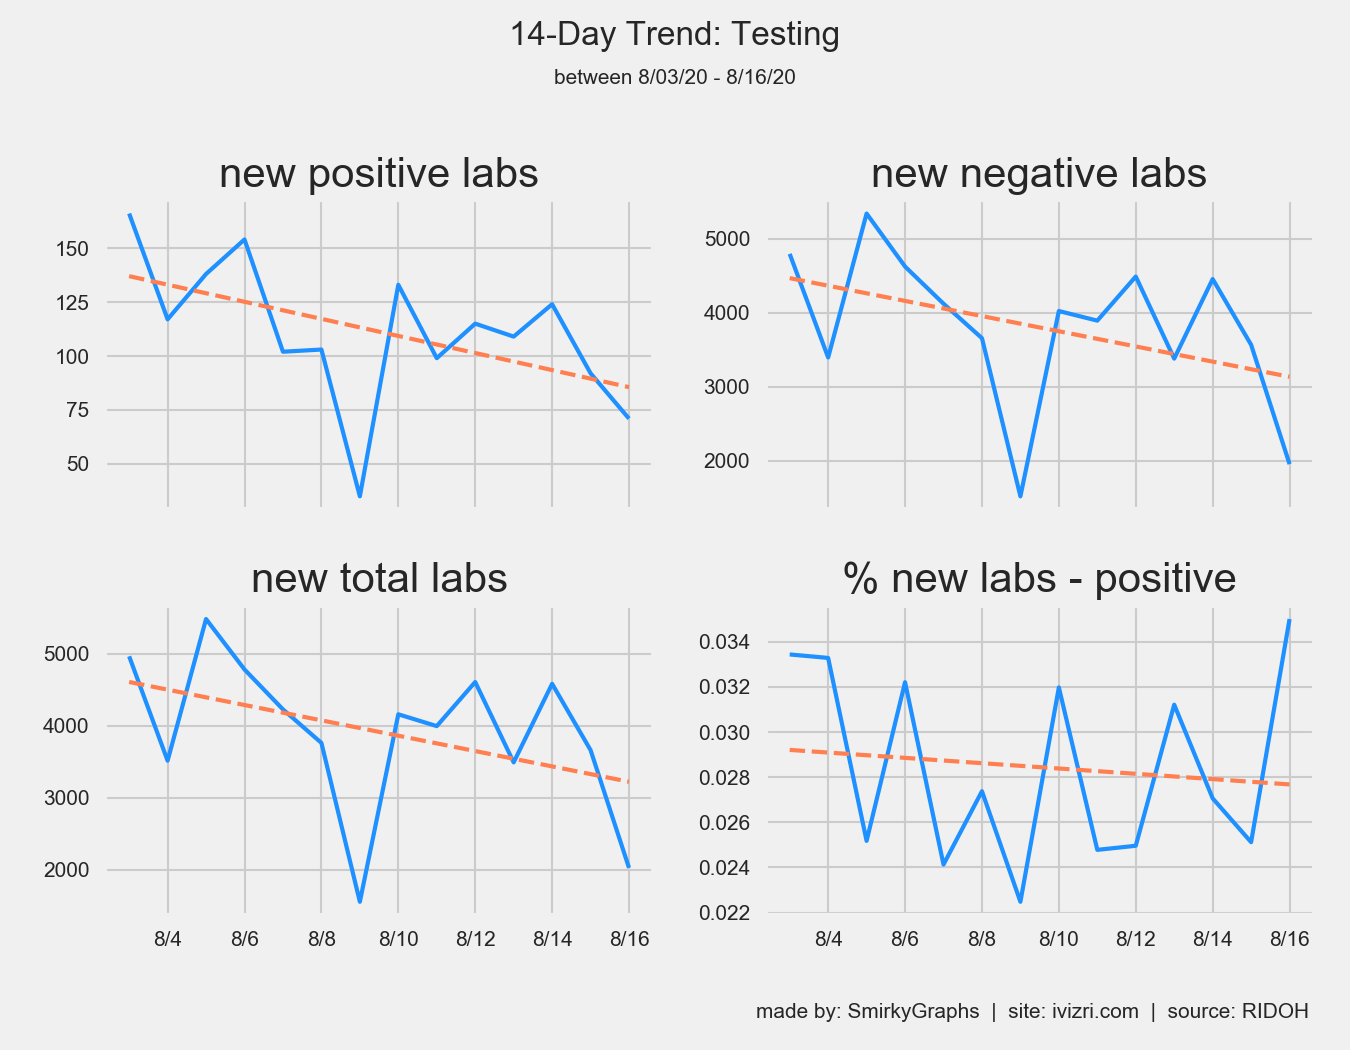 14-Day Trend: Testing
between 8/03/20 - 8/16/20
new positive labs
150
125
100
75
50
new negative labs
5000
4000
3000
2000
new total labs
5000
4000
3000
2000
8/4 8/6 8/8 8/10 8/12 8/14 8/16
% new labs - positive
0.034
0.032
0.030
0.028
0.026
0.024
0.022
8/4 8/6 8/8 8/10 8/12 8/14 8/16
made by: SmirkyGraphs | site: ivizri.com | source: RIDOH